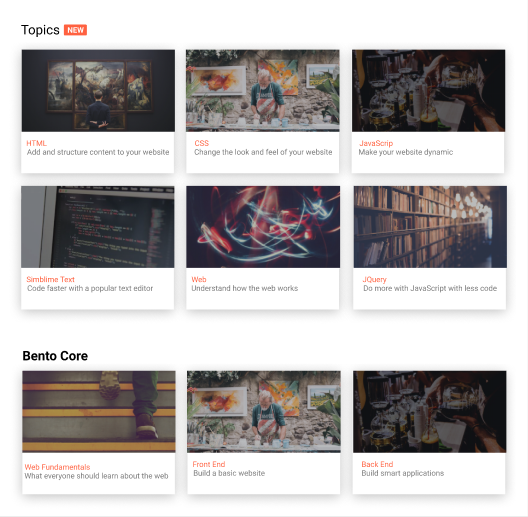 Topics NEW
HTML
Add and structure content to your website
CSS
Change the look and feel of your website
JavaScrip
Make your website dynamic
Simblime Text
Code faster with a popular text editor
Web
Understand how the web works
JQuery
Do more with JavaScript with less code
Bento Core
Web Fundamentals
What everyone should learn about the web
Front End
Build a basic website
Back End
Build smart applications